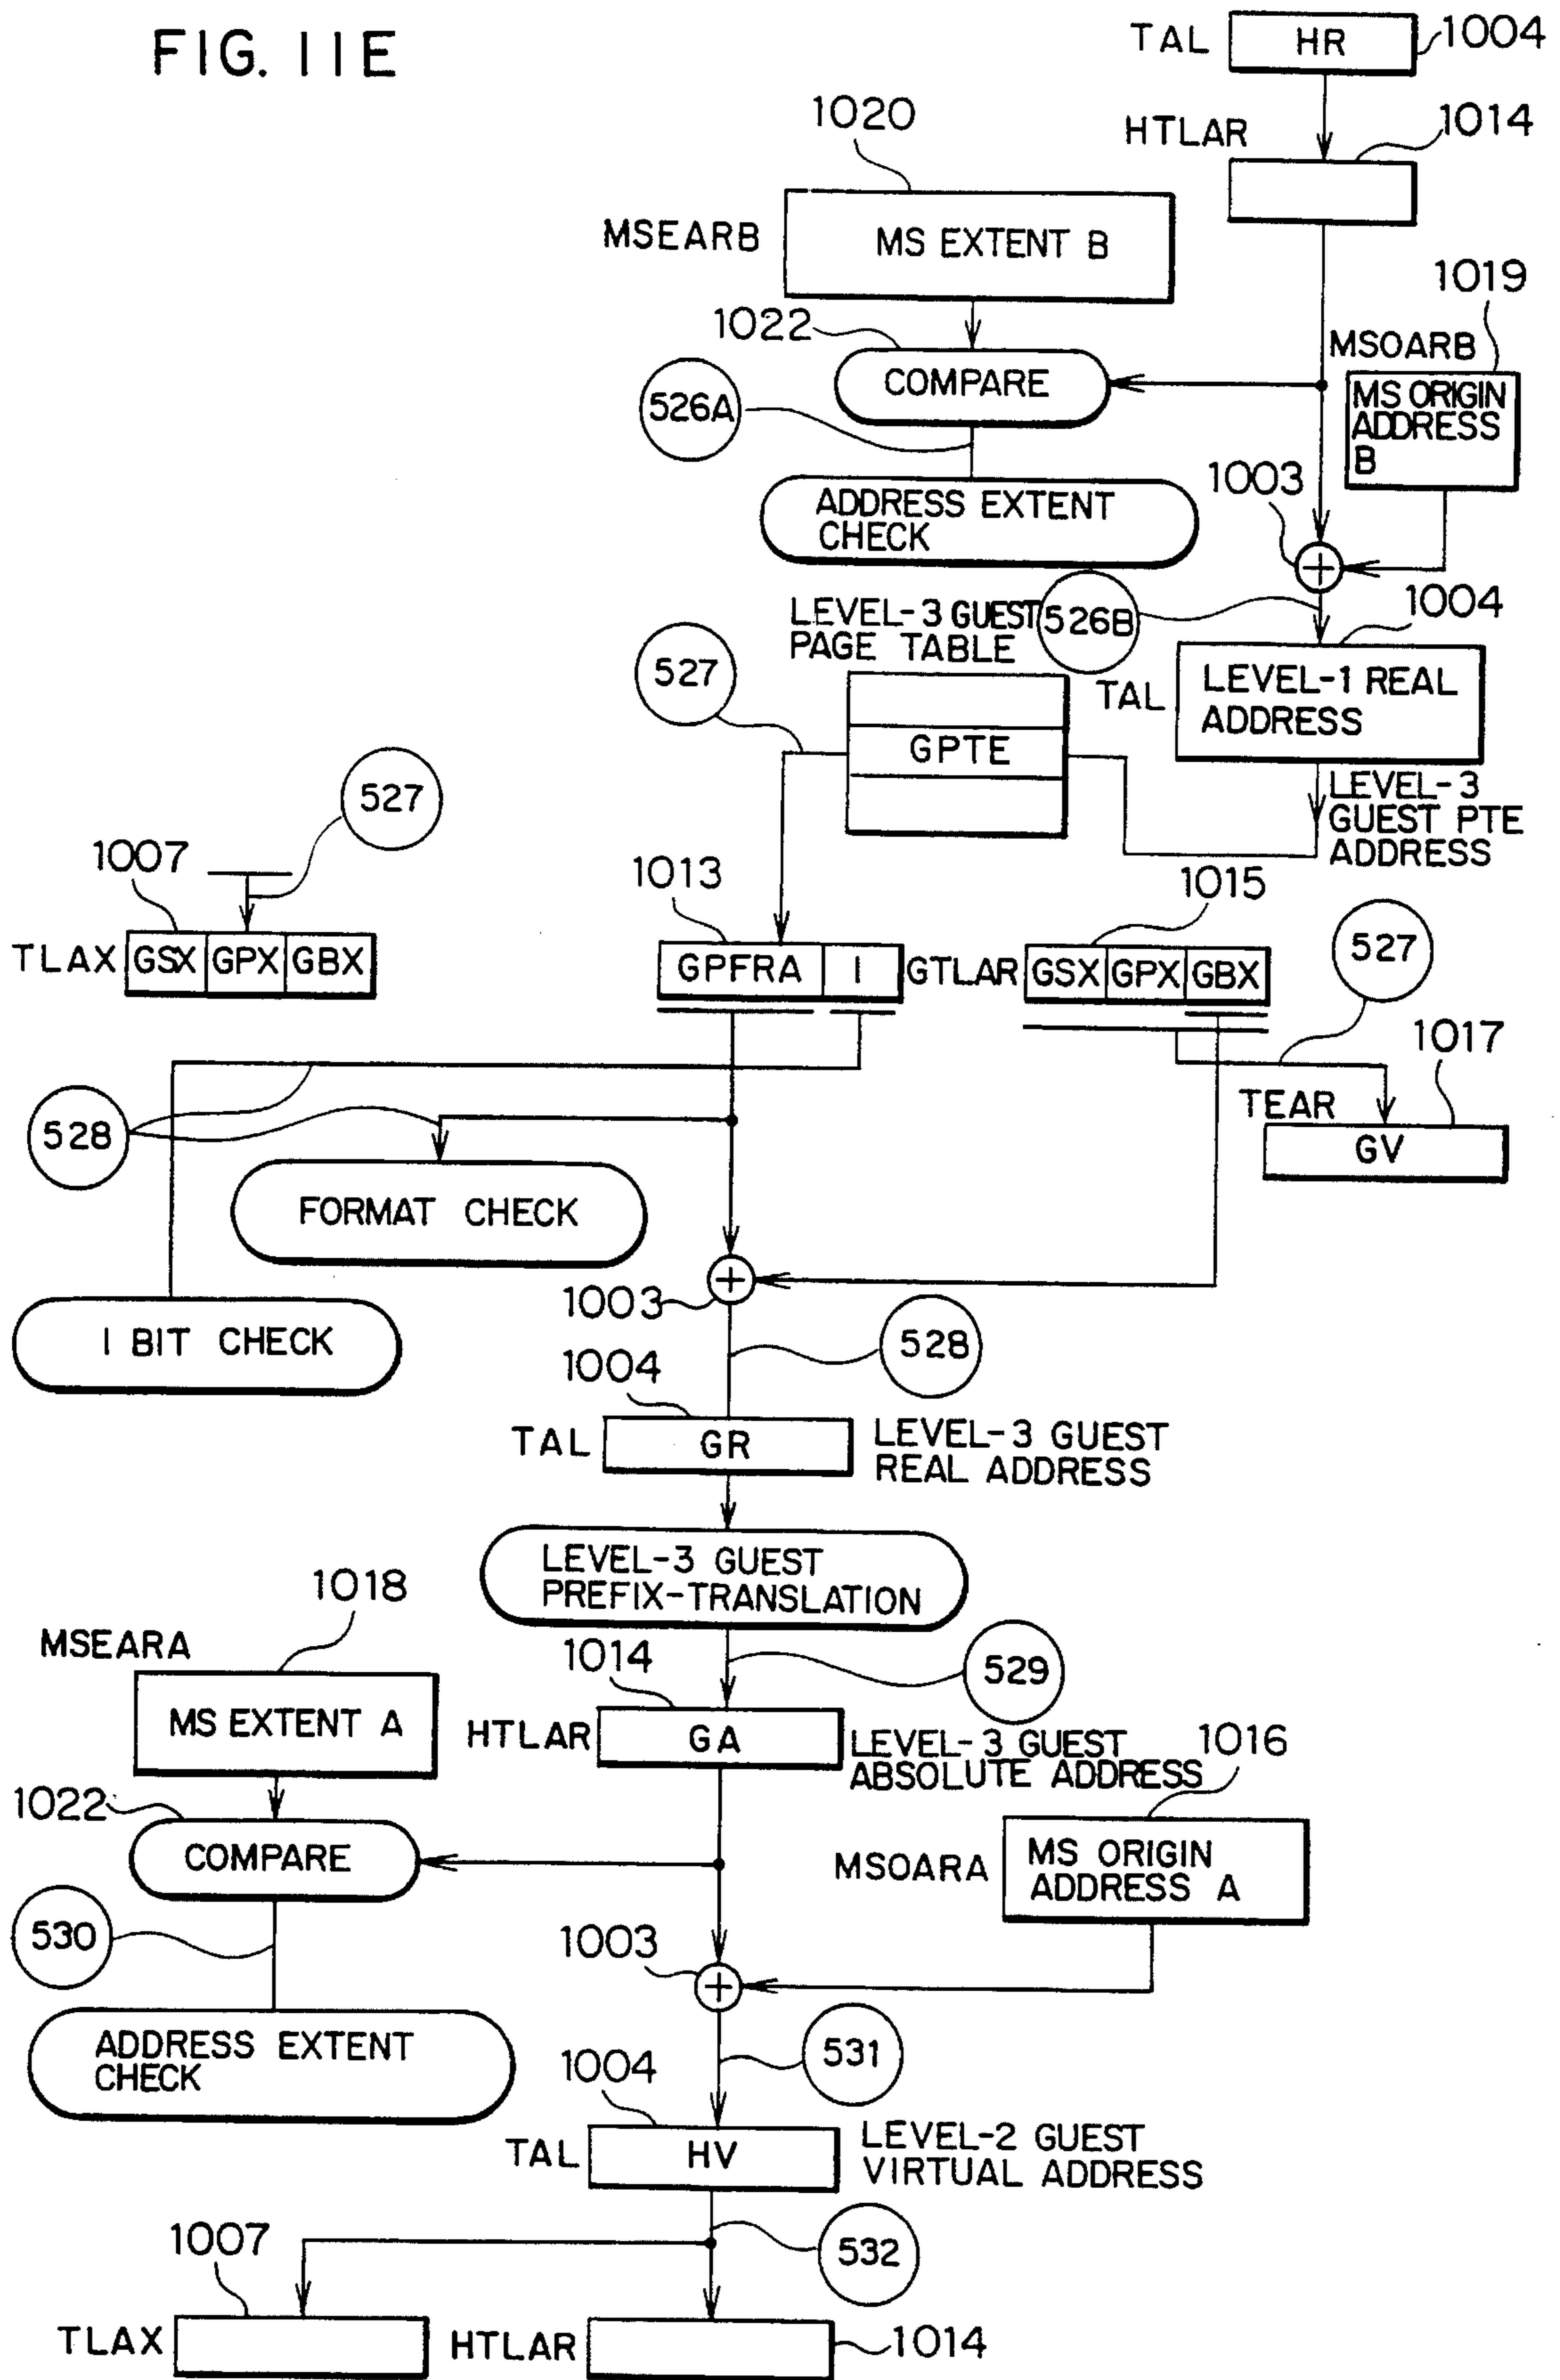 FIG. 11E
TAL HR 1004
HTLAR 1014
1020
MSEARB MS EXTENT B
1019
1022
MSOARB
COMPARE
MS ORIGIN
ADDRESS
B
526A
1003
ADDRESS EXTENT
CHECK
1004
LEVEL-3 GUEST
PAGE TABLE
526B
527
TAL LEVEL-1 REAL
ADDRESS
GPTE
LEVEL-3
GUEST PTE
ADDRESS
527
1007
1013
1015
527
TLAX GSX GPX GBX
GPFRA I
GTLAR GSX GPX GBX
1017
TEAR
GV
528
FORMAT CHECK
+
1003
I BIT CHECK
528
1004
TAL GR LEVEL-3 GUEST
REAL ADDRESS
LEVEL-3 GUEST
PREFIX-TRANSLATION
1018
MSEARA
529
1014
MS EXTENT A
HTLAR GA LEVEL-3 GUEST
ABSOLUTE ADDRESS
1016
1022
COMPARE
MSOARA MS ORIGIN
ADDRESS A
530
1003
+
ADDRESS EXTENT
CHECK
531
1004
TAL HV LEVEL-2 GUEST
VIRTUAL ADDRESS
532
1007
TLAX
HTLAR 1014